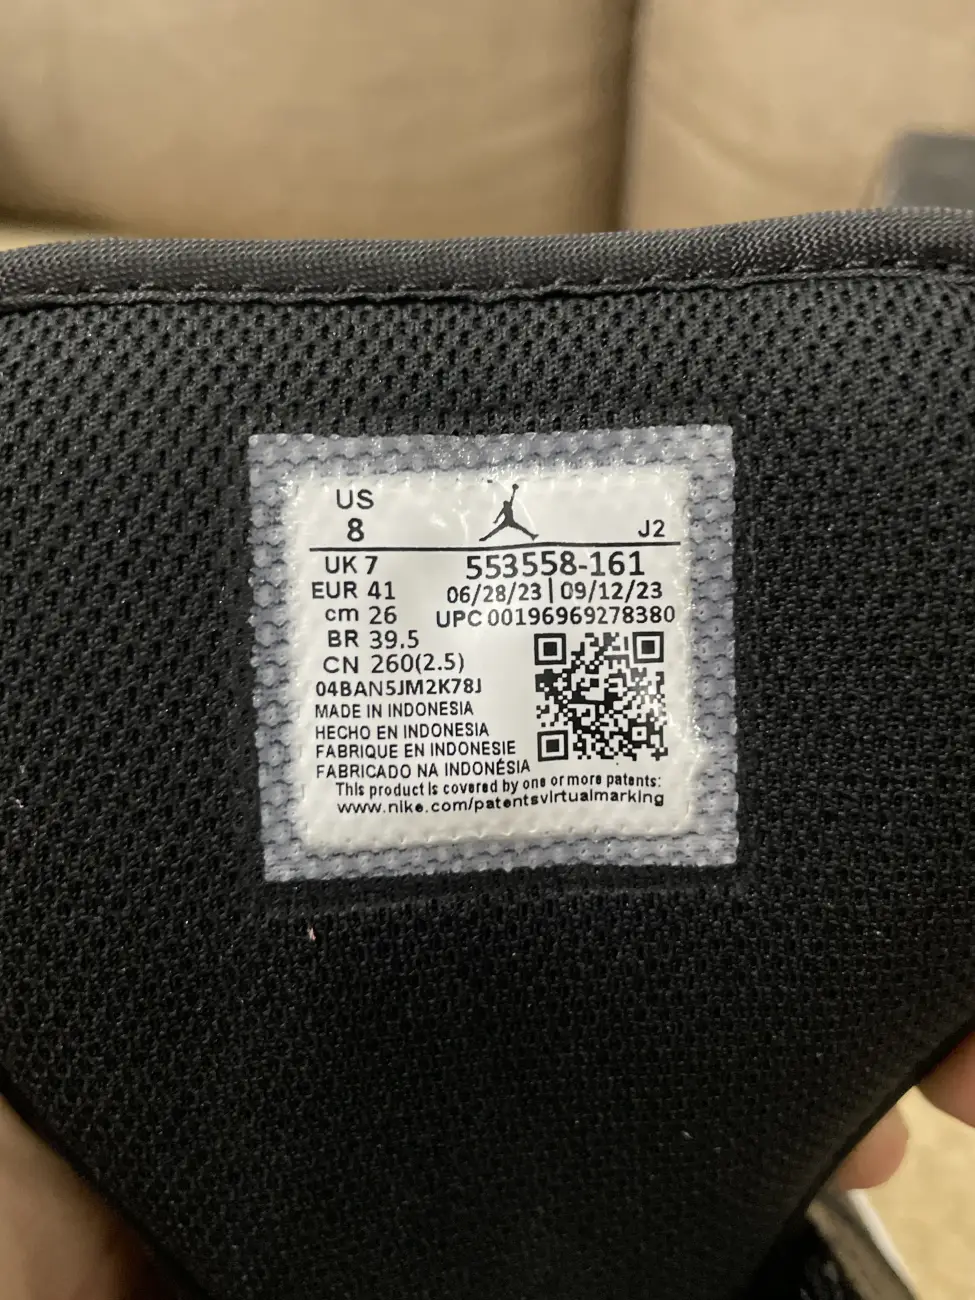 US
8
J2
UK 7
553558-161
EUR 41
06/28/23 | 09/12/23
cm 26
UPC 00196969278380
BR 39.5
CN 260(2.5)
04BAN5JM2K78J
MADE IN INDONESIA
HECHO EN INDONESIA
FABRIQUE EN INDONESIE
FABRICADO NA INDONÉSIA
This product is covered by one or more patents:
www.nike.com/patentsvirtualmarking